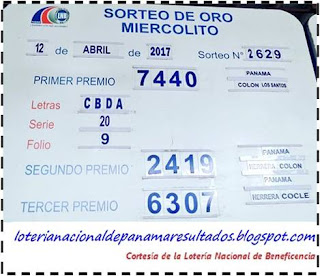 LNB
SORTEO DE ORO
MIERCOLITO
12 de ABRIL de 2017 Sorteo Nº 2629
PRIMER PREMIO 7440 PANAMA
COLON LOS SANTOS
Letras CBDA
Serie 20
Folio 9
SEGUNDO PREMIO 2419 PANAMA
HERRERA, COLON
TERCER PREMIO 6307 PANAMA
HERRERA COCLE
loterianacionaldepanamaresultados.blogspot.com
Cortesía de la Lotería Nacional de Beneficencia